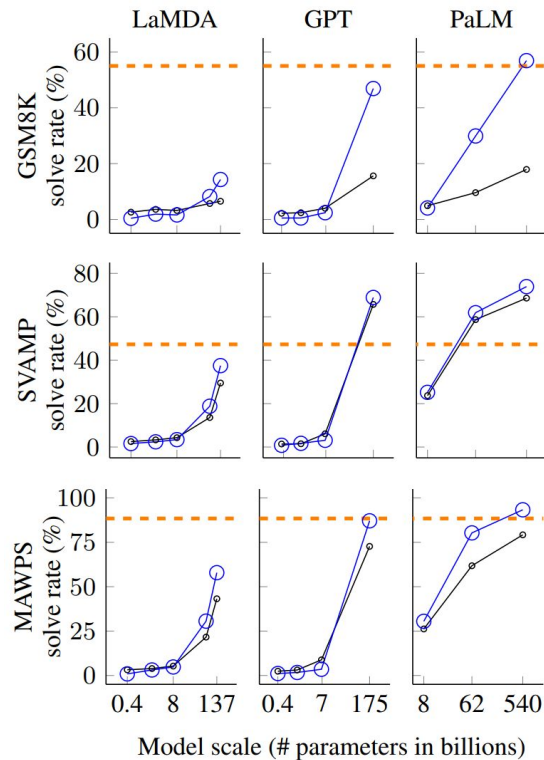 LaMDA GPT PaLM
GSM8K
solve rate (%)
60
40
20
0
SVAMP
solve rate (%)
80
60
40
20
0
MAWPS
solve rate (%)
100
75
50
25
0
0.4 8 137 0.4 7 175 8 62 540
Model scale (# parameters in billions)